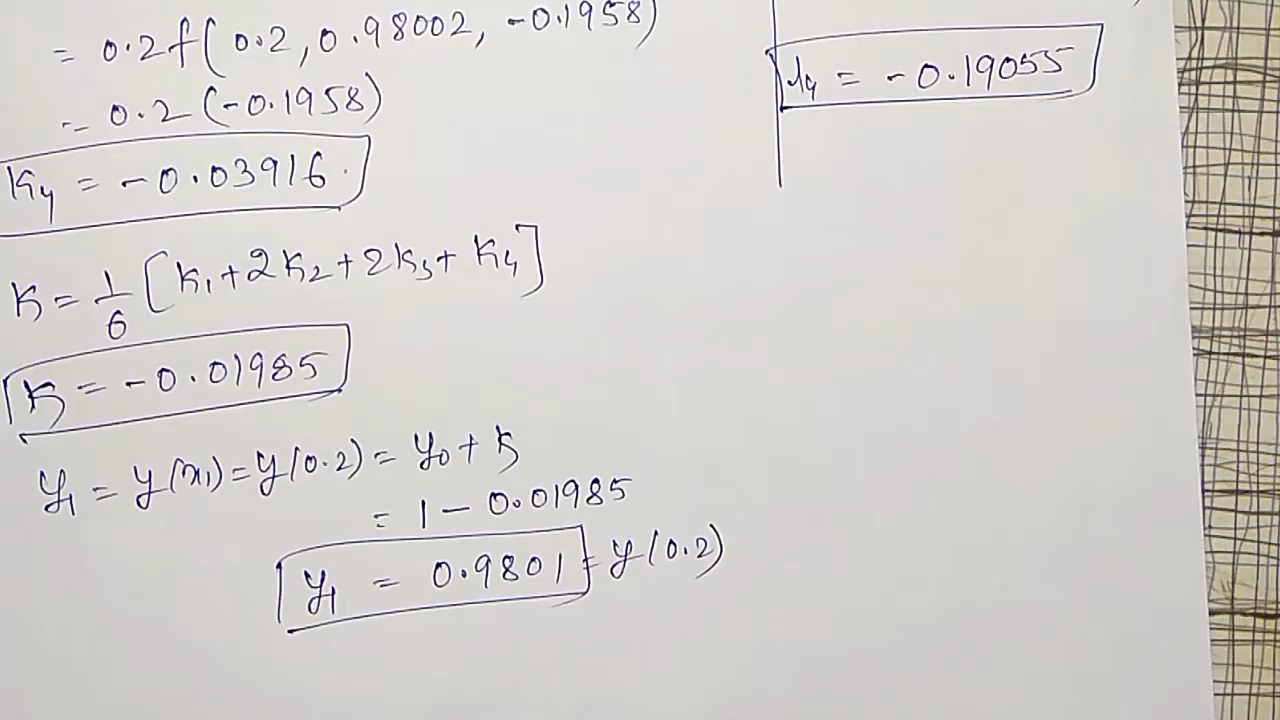 = 0.2f(0.2, 0.98002, -0.1958)
= 0.2 (-0.1958)
K₄ = -0.03916.
K = 1/6 [K₁+2K₂+2K₃+K₄]
K = -0.01985
y₁ = y(x₁) = y(0.2) = y₀ + K
= 1 - 0.01985
y₁ = 0.9801 = y(0.2)
l₄ = -0.19055